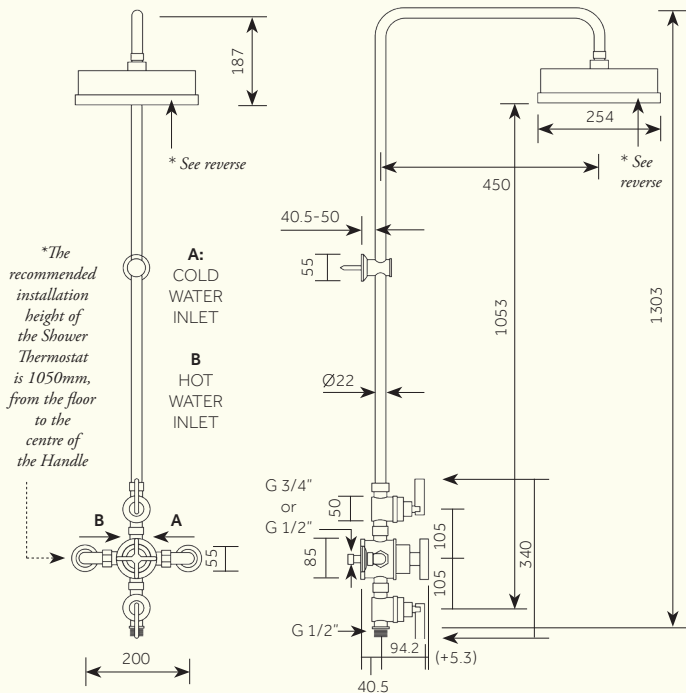 187
* See reverse
254
* See
reverse
450
40.5-50
55
*The
recommended
installation
height of
the Shower
Thermostat
is 1050mm,
from the floor
to the
centre of
the Handle
A:
COLD
WATER
INLET
B
HOT
WATER
INLET
1053
1303
Ø22
G 3/4"
or
G 1/2"
50
B
A
55
85
105
105
340
G 1/2"
94.2
(+5.3)
200
40.5